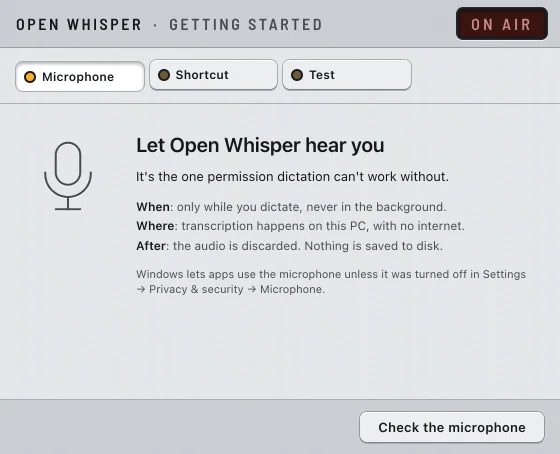 OPEN WHISPER · GETTING STARTED
ON AIR
Microphone
Shortcut
Test
Let Open Whisper hear you
It's the one permission dictation can't work without.
When: only while you dictate, never in the background.
Where: transcription happens on this PC, with no internet.
After: the audio is discarded. Nothing is saved to disk.
Windows lets apps use the microphone unless it was turned off in Settings
→ Privacy & security → Microphone.
Check the microphone